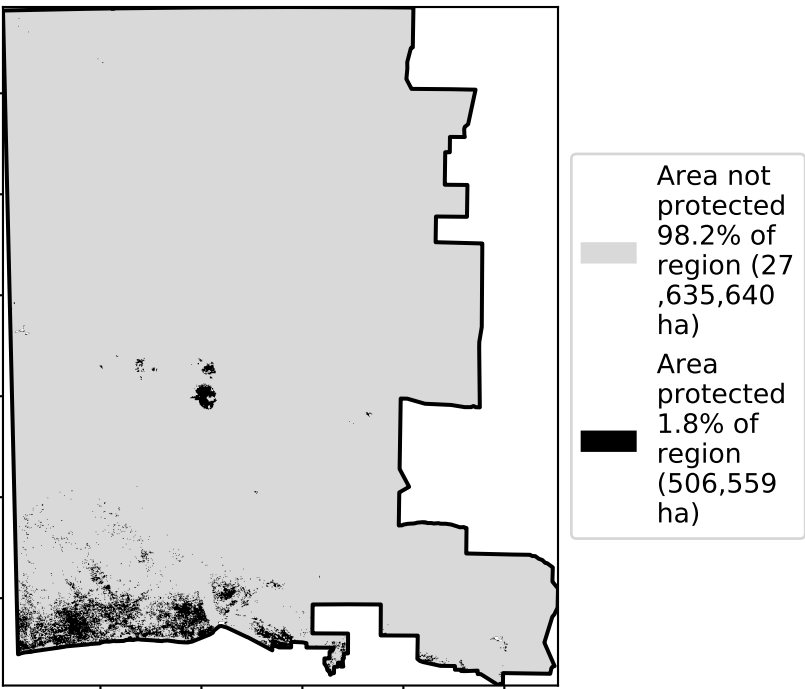 Area not
protected
98.2% of
region (27
,635,640
ha)
Area
protected
1.8% of
region
(506,559
ha)